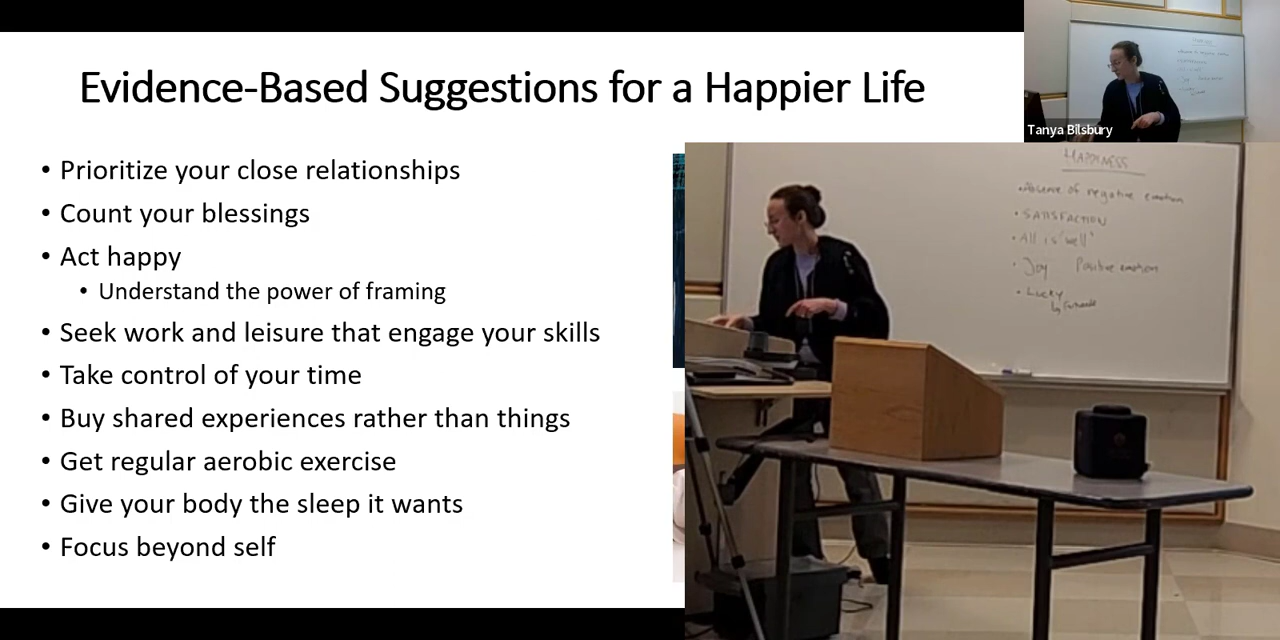 Evidence-Based Suggestions for a Happier Life
• Prioritize your close relationships
• Count your blessings
• Act happy
• Understand the power of framing
• Seek work and leisure that engage your skills
• Take control of your time
• Buy shared experiences rather than things
• Get regular aerobic exercise
• Give your body the sleep it wants
• Focus beyond self
Tanya Bilsbury
HAPPINESS
• Absence of negative emotion
• SATISFACTION
• All is "well"
• Joy Positive emotion
• Lucky